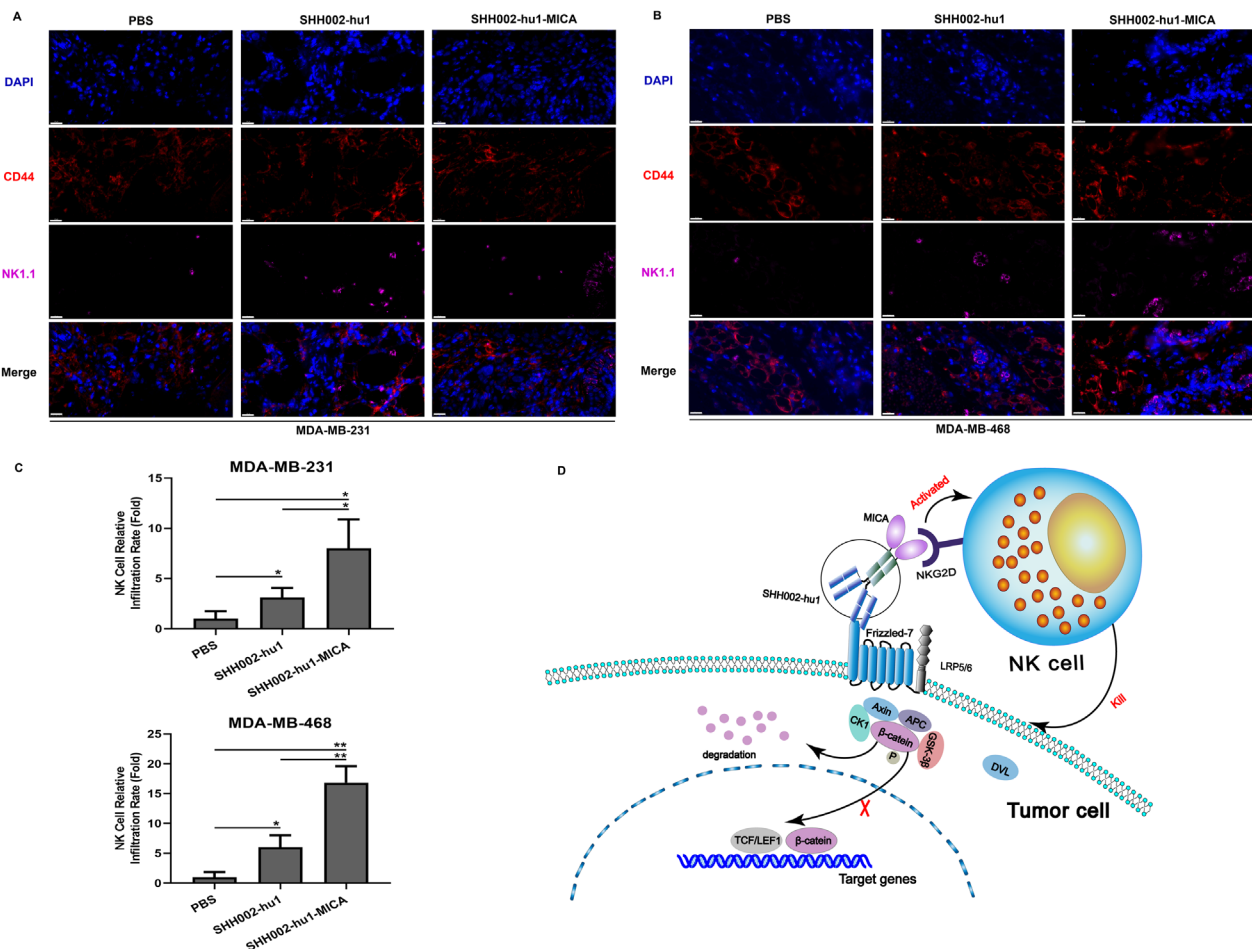 A
PBS
SHH002-hu1
SHH002-hu1-MICA
DAPI
CD44
NK1.1
Merge
MDA-MB-231
B
PBS
SHH002-hu1
SHH002-hu1-MICA
DAPI
CD44
NK1.1
Merge
MDA-MB-468
C
MDA-MB-231
NK Cell Relative
Infiltration Rate (Fold)
15
10
5
0
*
*
*
PBS
SHH002-hu1
SHH002-hu1-MICA
MDA-MB-468
NK Cell Relative
Infiltration Rate (Fold)
25
20
15
10
5
0
**
**
*
PBS
SHH002-hu1
SHH002-hu1-MICA
D
Activated
MICA
NKG2D
SHH002-hu1
Frizzled-7
LRP5/6
NK cell
Kill
Axin
CK1
APC
β-catein
GSK-3β
P
degradation
DVL
Tumor cell
X
TCF/LEF1
β-catein
Target genes